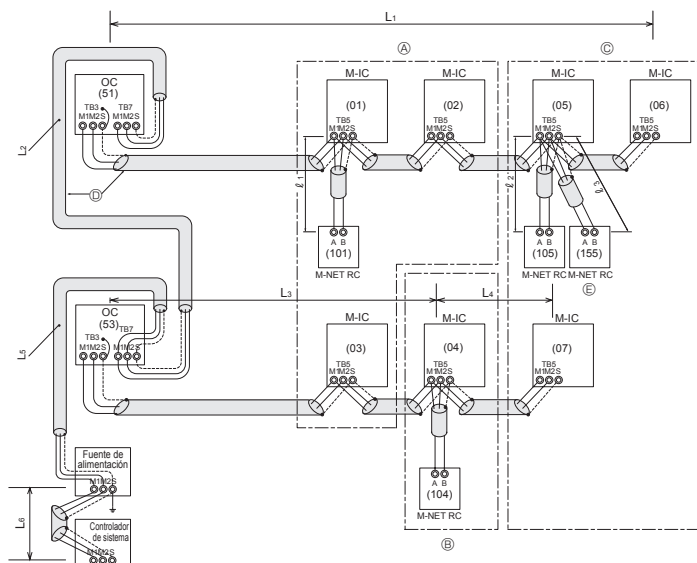 L1
Ⓐ
Ⓒ
M-IC
M-IC
M-IC
M-IC
OC
(51)
TB3
TB7
M1M2S
M1M2S
(01)
TB5
M1M2S
(02)
TB5
M1M2S
(05)
TB5
M1M2S
(06)
TB5
M1M2S
L2
Ⓓ
ℓ1
ℓ2
ℓ3
A B
(101)
M-NET RC
A B
(105)
M-NET RC
A B
(155)
M-NET RC
Ⓔ
L3
L4
OC
(53)
TB3
TB7
M1M2S
M1M2S
M-IC
M-IC
M-IC
(03)
TB5
M1M2S
(04)
TB5
M1M2S
(07)
TB5
M1M2S
L5
Fuente de
alimentación
M1M2S
A B
(104)
M-NET RC
Ⓑ
L6
Controlador
de sistema
M1M2S